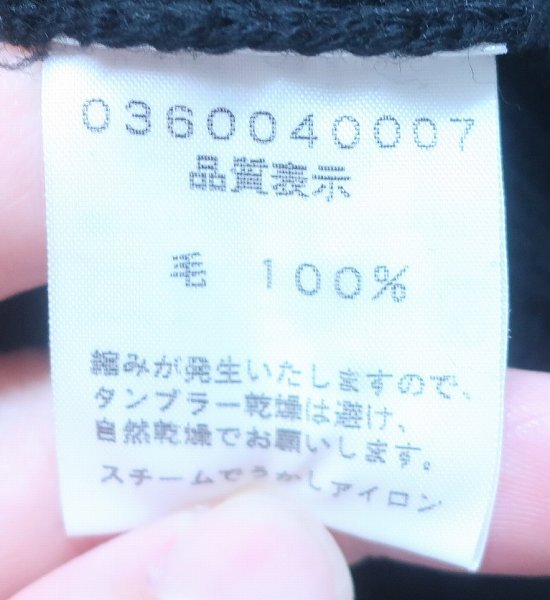 0360040007
品質表示
毛 100%
縮みが発生いたしますので、
タンブラー乾燥は避け、
自然乾燥でお願いします。
スチームでうかしアイロン